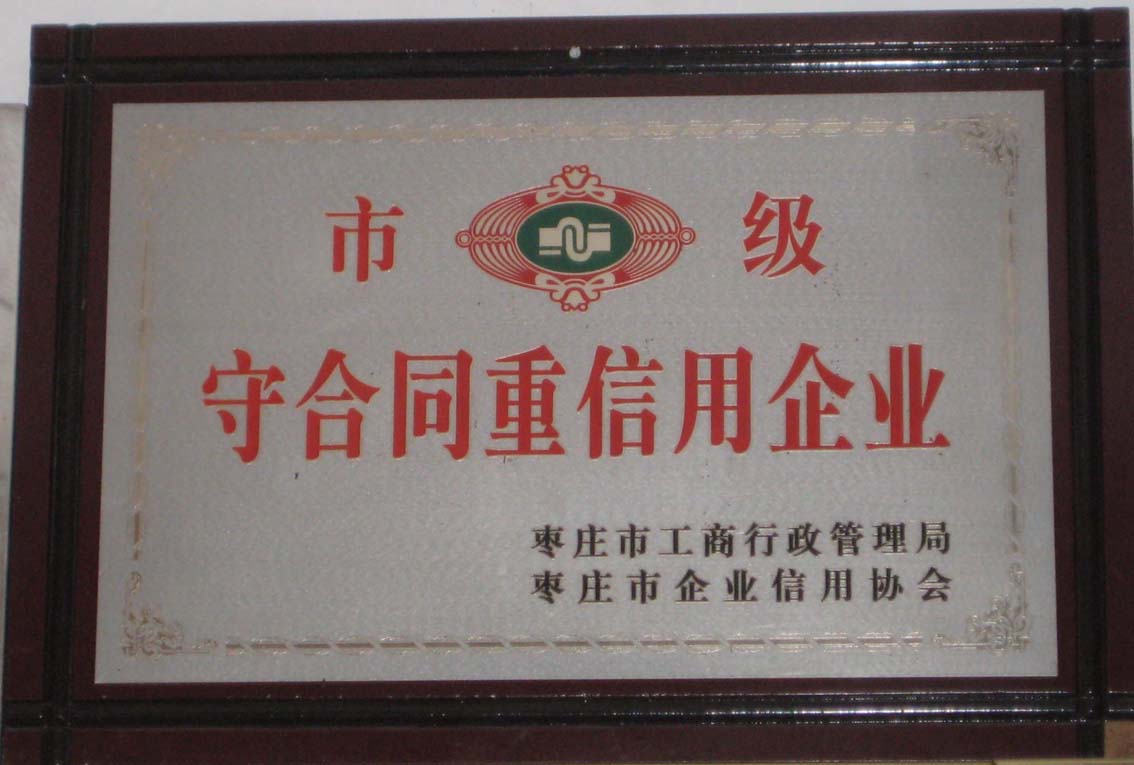 市 级
守合同重信用企业
枣庄市工商行政管理局
枣庄市企业信用协会